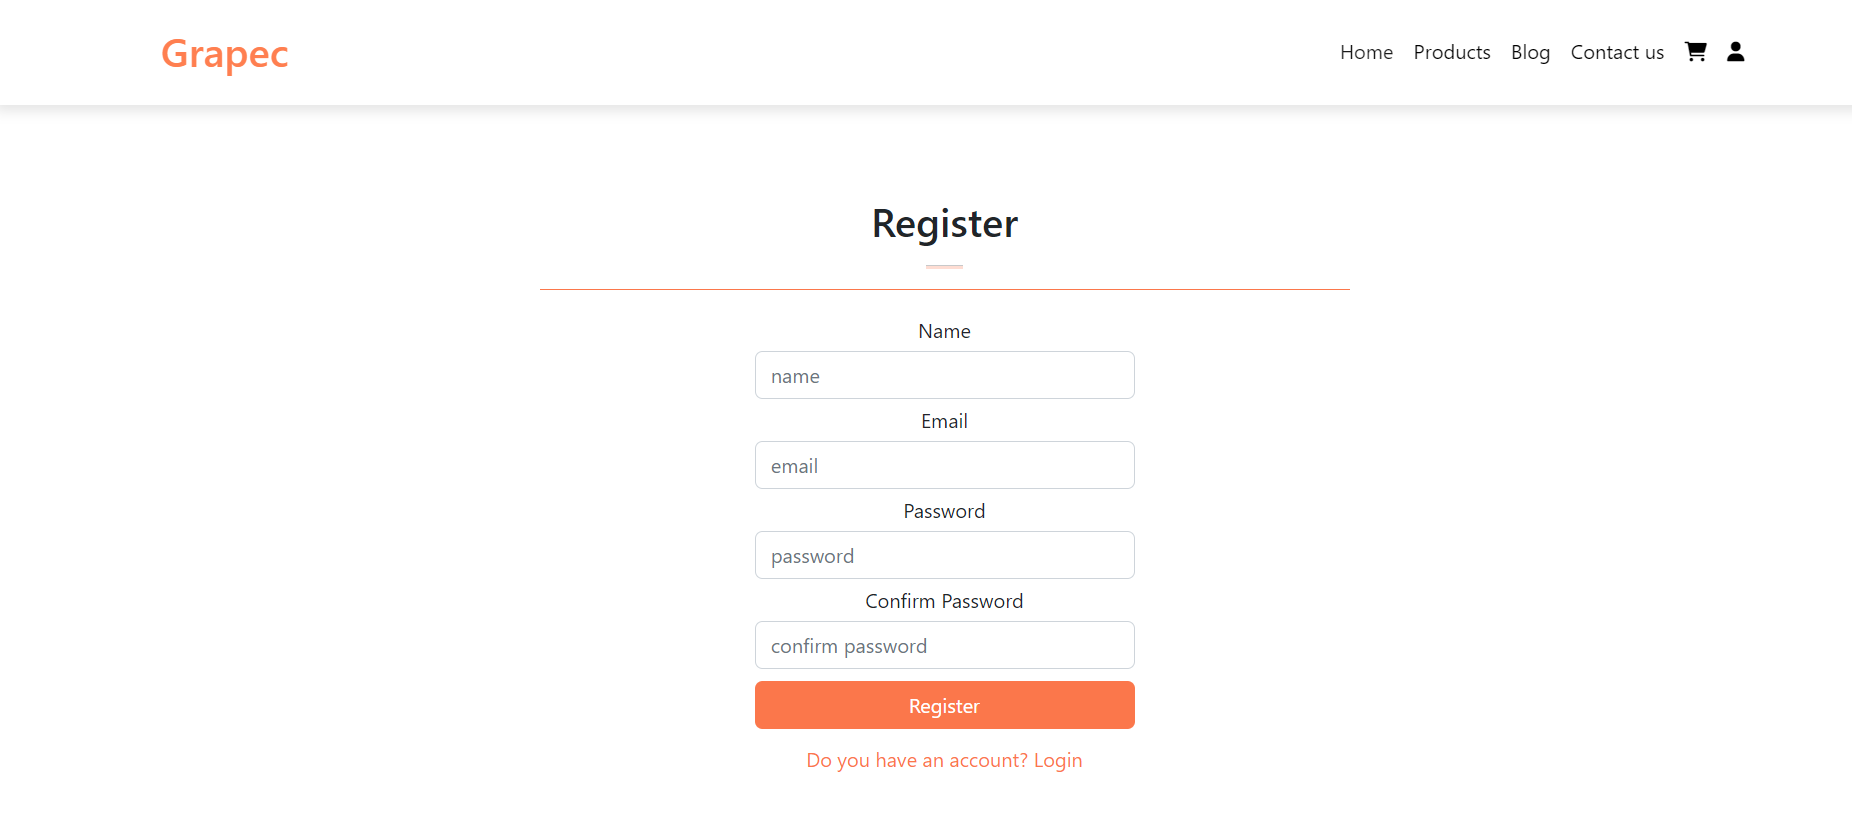 Grapec
Home Products Blog Contact us
Register
Name
name
Email
email
Password
password
Confirm Password
confirm password
Register
Do you have an account? Login